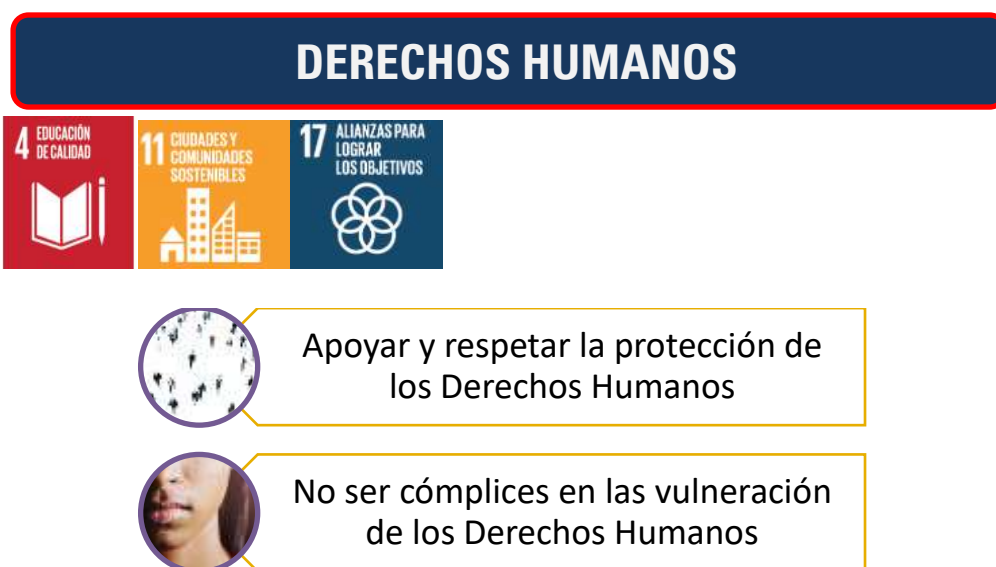 DERECHOS HUMANOS
4 EDUCACIÓN
DE CALIDAD
11 CIUDADES Y
COMUNIDADES
SOSTENIBLES
17 ALIANZAS PARA
LOGRAR
LOS OBJETIVOS
Apoyar y respetar la protección de
los Derechos Humanos
No ser cómplices en las vulneración
de los Derechos Humanos